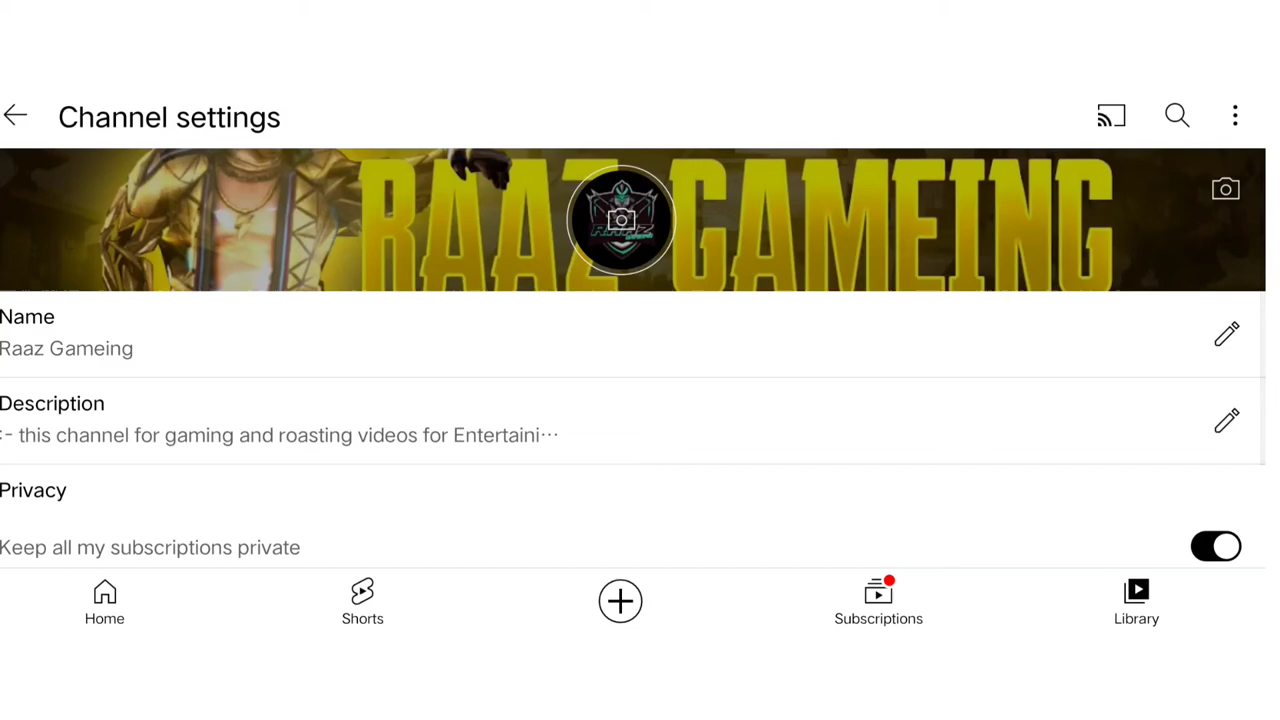 Channel settings
RAAZ GAMEING
RAAZ
Name
Raaz Gameing
Description
:- this channel for gaming and roasting videos for Entertaini...
Privacy
Keep all my subscriptions private
Home
Shorts
Subscriptions
Library